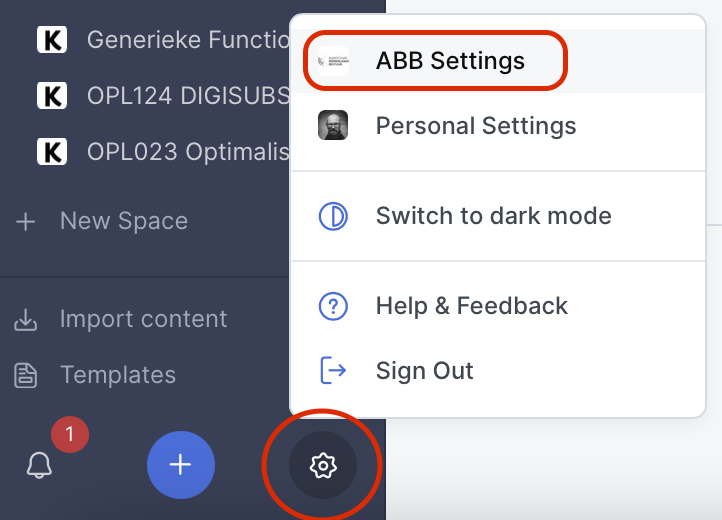 K Generieke Functio
K OPL124 DIGISUBS
K OPL023 Optimalis
+ New Space
Import content
Templates
1
+
ABB Settings
Personal Settings
Switch to dark mode
? Help & Feedback
Sign Out